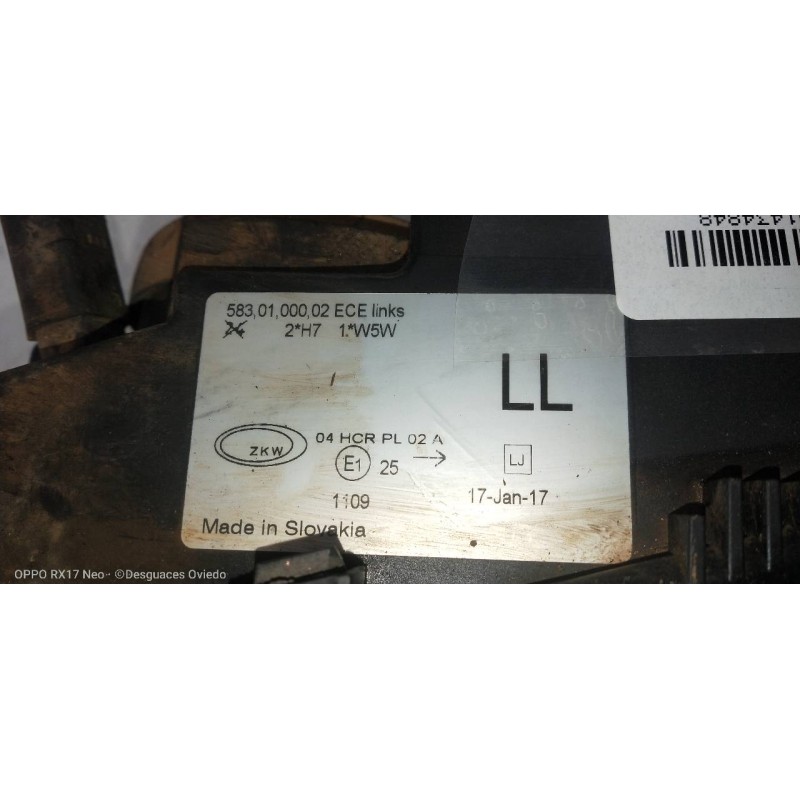 583,01,000,02 ECE links
2*H7 1.*W5W
LL
ZKW
04 HCR PL 02 A
E1 25
LJ
1109
17-Jan-17
Made in Slovakia
OPPO RX17 Neo · ©Desguaces Oviedo